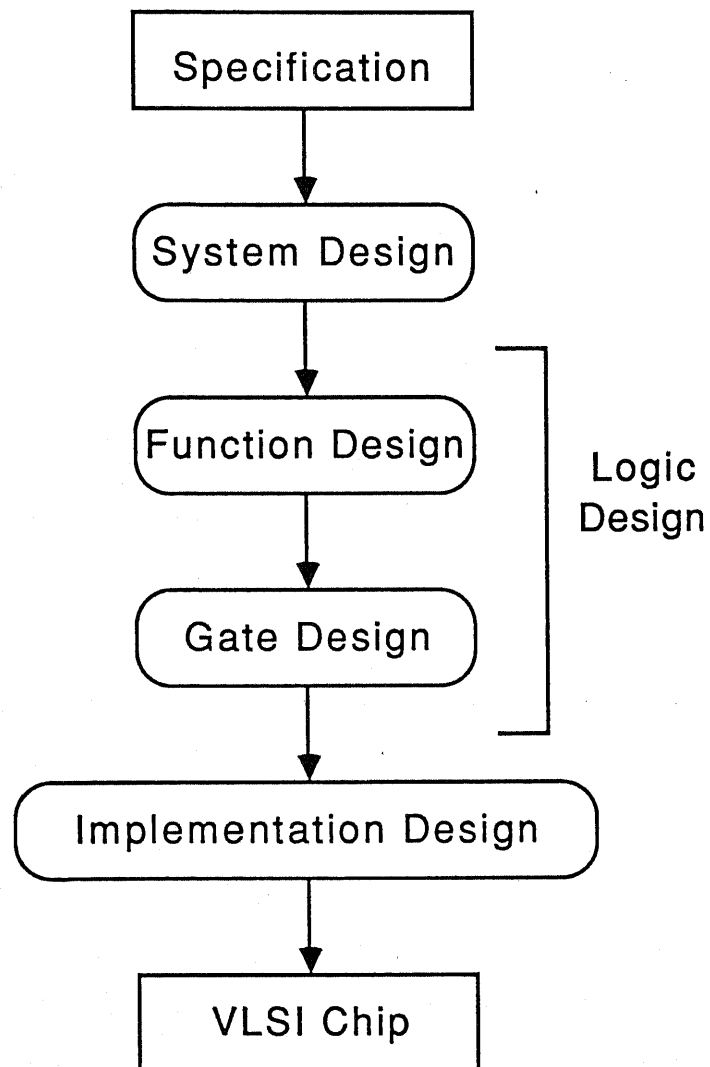 Specification
System Design
Function Design
Logic
Design
Gate Design
Implementation Design
VLSI Chip